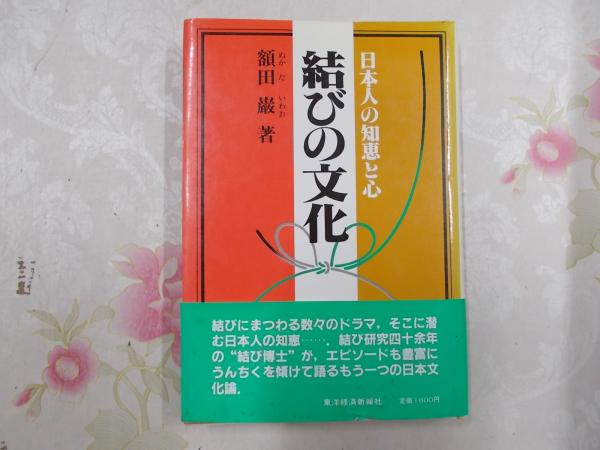 日本人の知恵と心
結びの文化
額田 巌 著
ぬか だ いわお
結びにまつわる数々のドラマ，そこに潜
む日本人の知恵……．結び研究四十余年
の“結び博士”が，エピソードも豊富に
うんちくを傾けて語るもう一つの日本文
化論．
東洋経済新報社 定価1600円